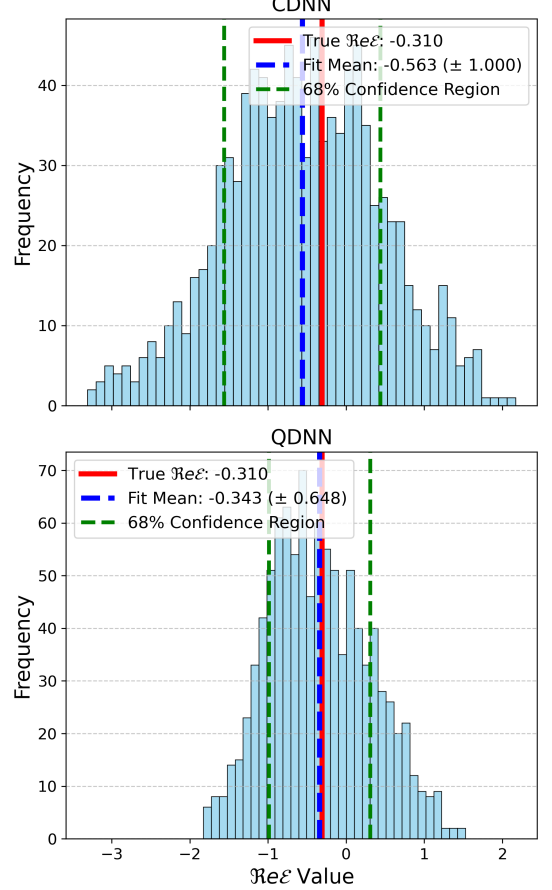 CDNN
True ℜeℰ: -0.310
Fit Mean: -0.563 (± 1.000)
68% Confidence Region
Frequency
40
30
20
10
0
−3 −2 −1 0 1 2
QDNN
True ℜeℰ: -0.310
Fit Mean: -0.343 (± 0.648)
68% Confidence Region
Frequency
70
60
50
40
30
20
10
0
ℜeℰ Value